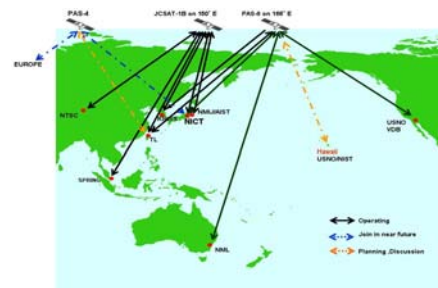 PAS-4
JCSAT-1B on 150° E
PAS-8 on 166° E
EUROPE
NTSC
NMIJ/AIST
NICT
TL
USNO
VDB
Hawaii
USNO/NIST
SPRING
NML
Operating
Join in near future
Planning ,Discussion